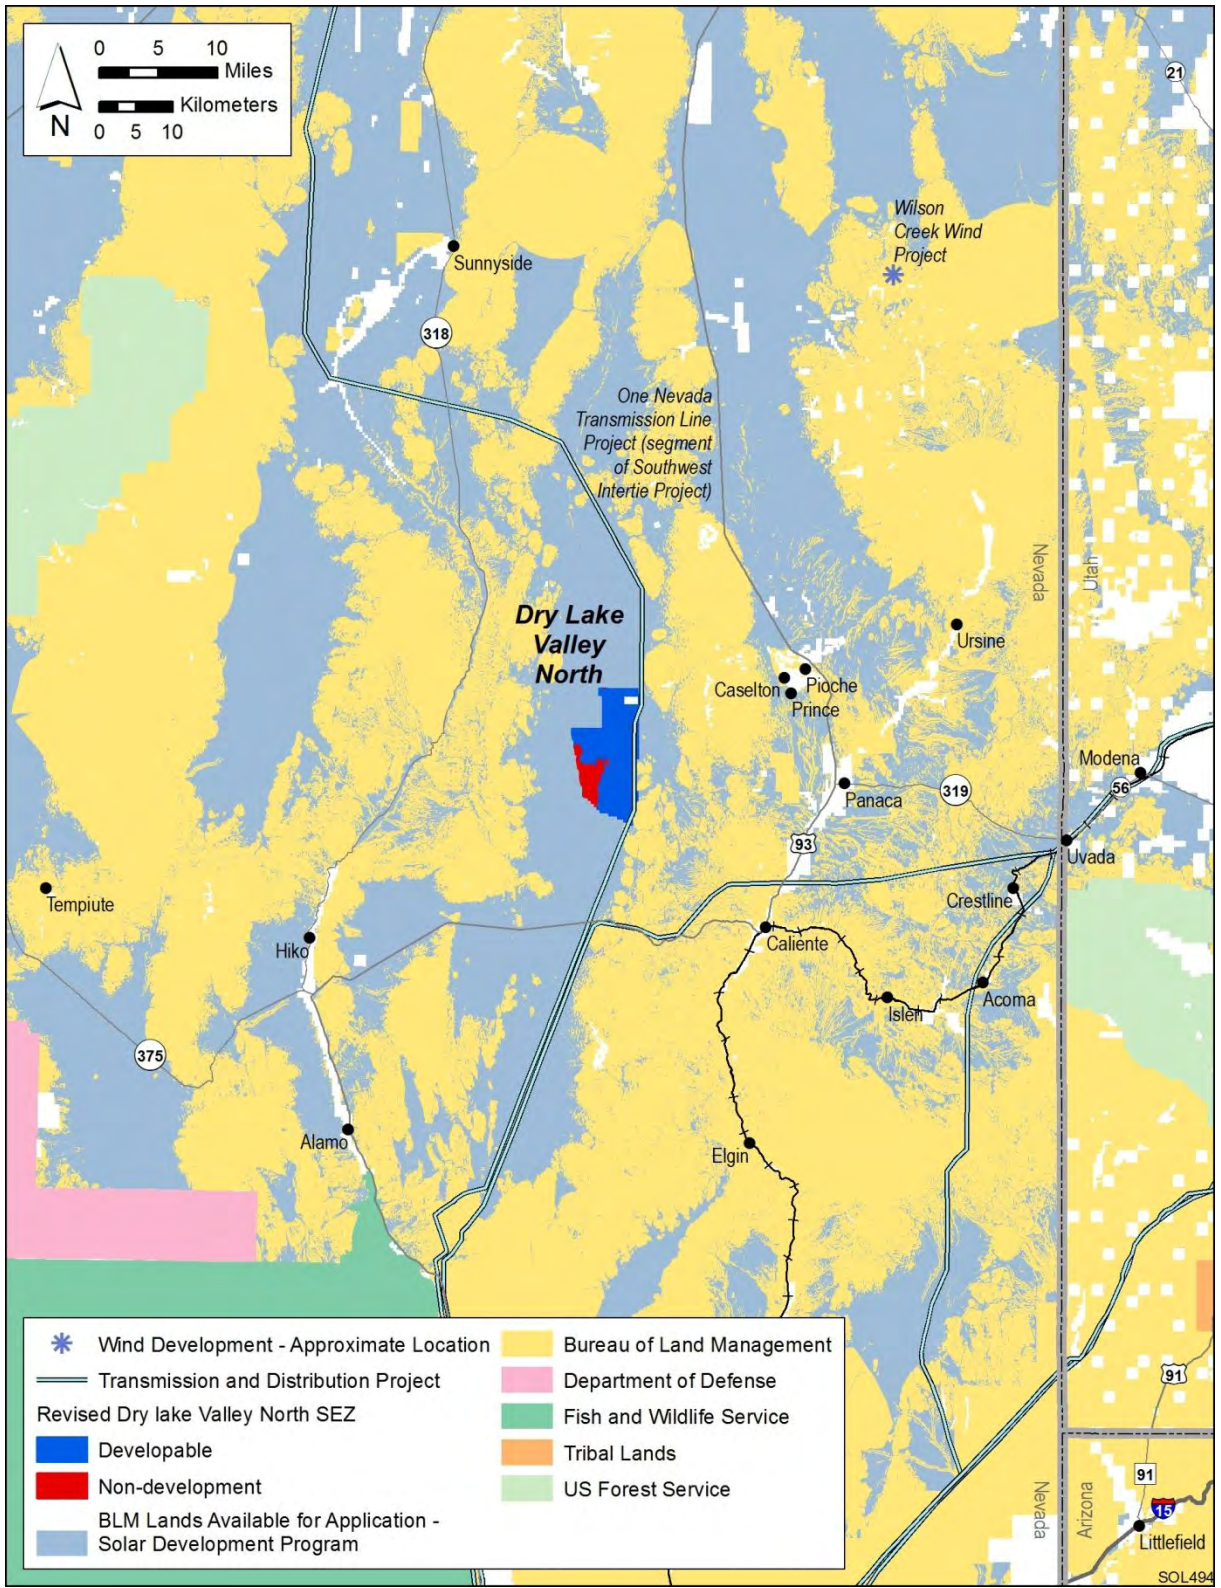 0 5 10
Miles
Kilometers
0 5 10
N
21
Wilson
Creek Wind
Project
Sunnyside
318
One Nevada
Transmission Line
Project (segment
of Southwest
Intertie Project)
Nevada
Utah
Dry Lake
Valley
North
Ursine
Caselton
Pioche
Prince
Modena
56
Panaca
319
93
Uvada
Tempiute
Crestline
Hiko
Caliente
Acoma
Islen
375
Alamo
Elgin
Wind Development - Approximate Location
Transmission and Distribution Project
Revised Dry lake Valley North SEZ
Developable
Non-development
BLM Lands Available for Application -
Solar Development Program
Bureau of Land Management
Department of Defense
Fish and Wildlife Service
Tribal Lands
US Forest Service
91
91
Nevada
Arizona
15
Littlefield
SOL494